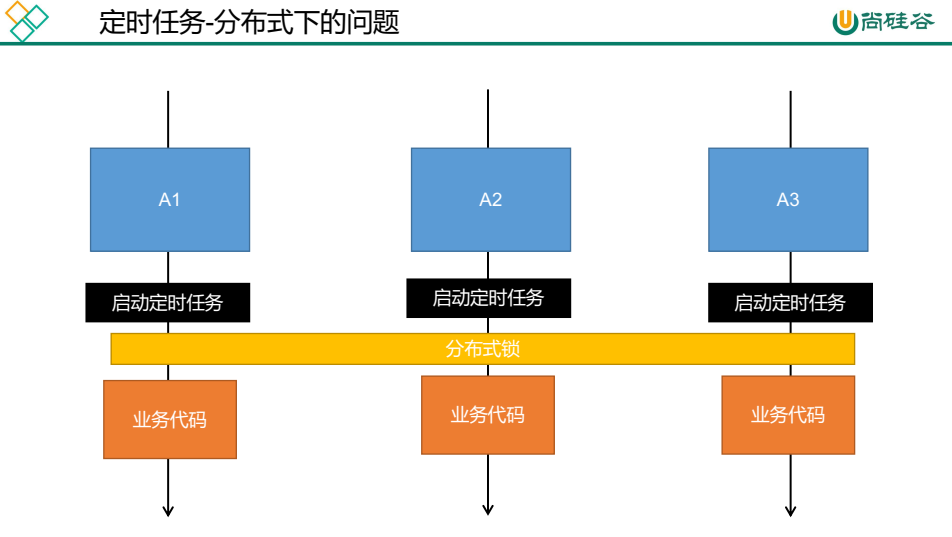 定时任务-分布式下的问题
尚硅谷
A1
A2
A3
启动定时任务
启动定时任务
启动定时任务
分布式锁
业务代码
业务代码
业务代码